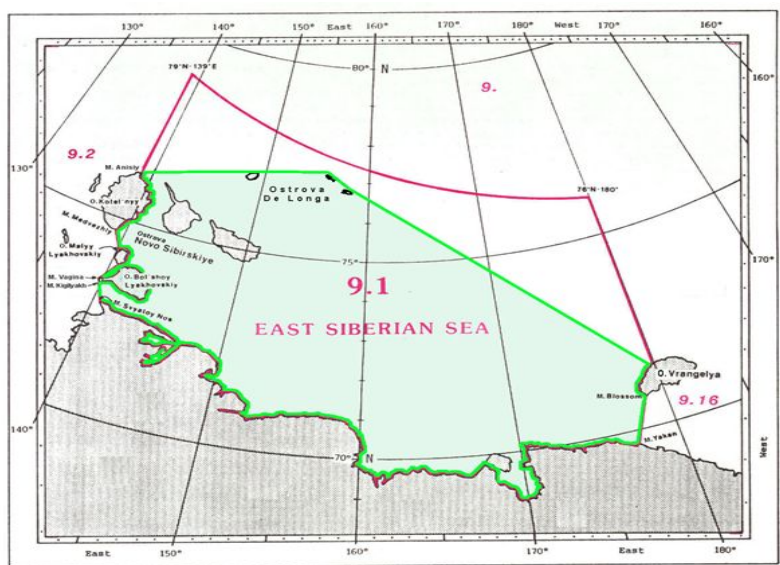 130° 140° 150° East 160° 170° 180° West 170° 160°
79°N-139°E
80° N
160°
9.
9.2
M. Anisiy
130°
O.Kotel'nyy
Ostrova
De Longa
78°N-180°
M. Medvezhiy
Ostrova
Novo Sibirskiye
O. Malyy
Lyakhovskiy
75°
170°
M. Vagina
M. Kigilyakh
O. Bol'shoy
Lyakhovskiy
9.1
M. Svyatoy Nos
EAST SIBERIAN SEA
O. Vrangelya
M. Blossom
9.16
140°
M. Yakan
West
70° N
East 150° 160° 170° East 180°